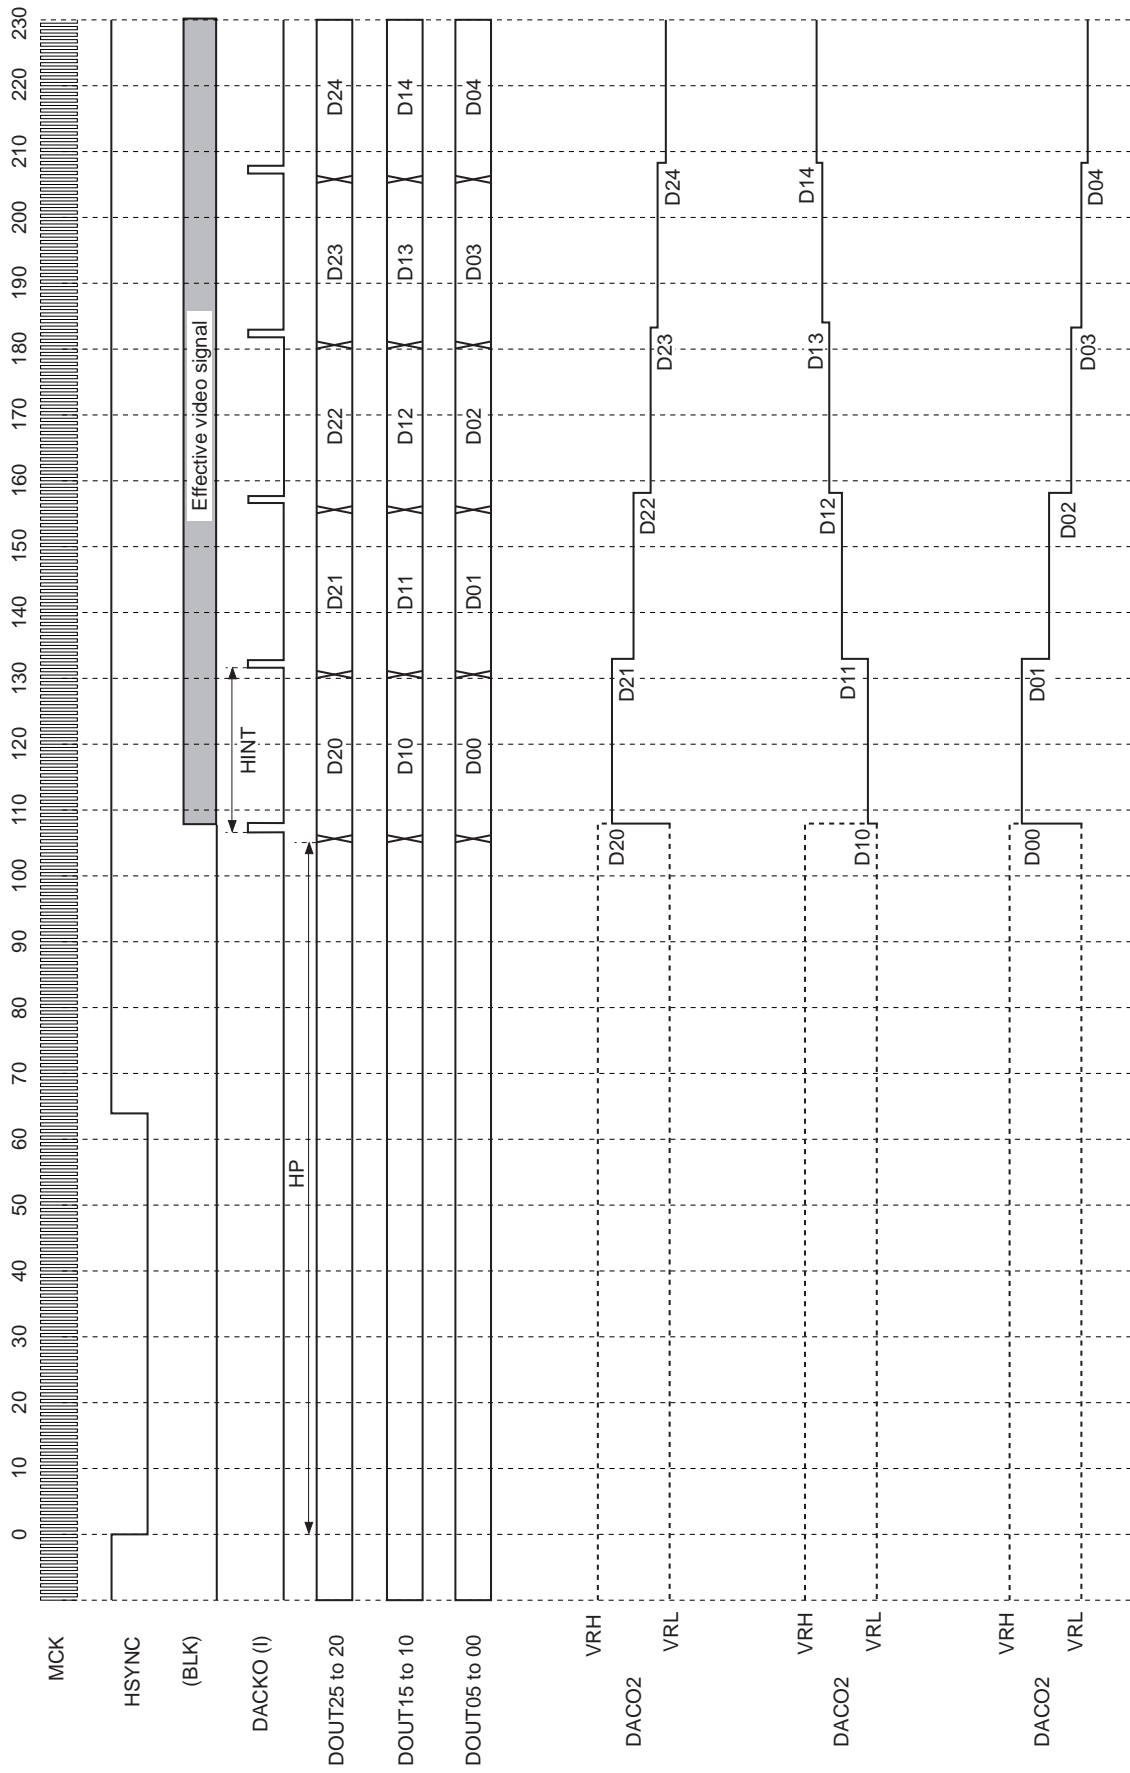 0 10 20 30 40 50 60 70 80 90 100 110 120 130 140 150 160 170 180 190 200 210 220 230
MCK
HSYNC
(BLK)
Effective video signal
DACKO (I)
HINT
HP
DOUT25 to 20
D20 D21 D22 D23 D24
DOUT15 to 10
D10 D11 D12 D13 D14
DOUT05 to 00
D00 D01 D02 D03 D04
VRH
DACO2
VRL
D20 D21 D22 D23 D24
VRH
DACO2
VRL
D10 D11 D12 D13 D14
VRH
DACO2
VRL
D00 D01 D02 D03 D04